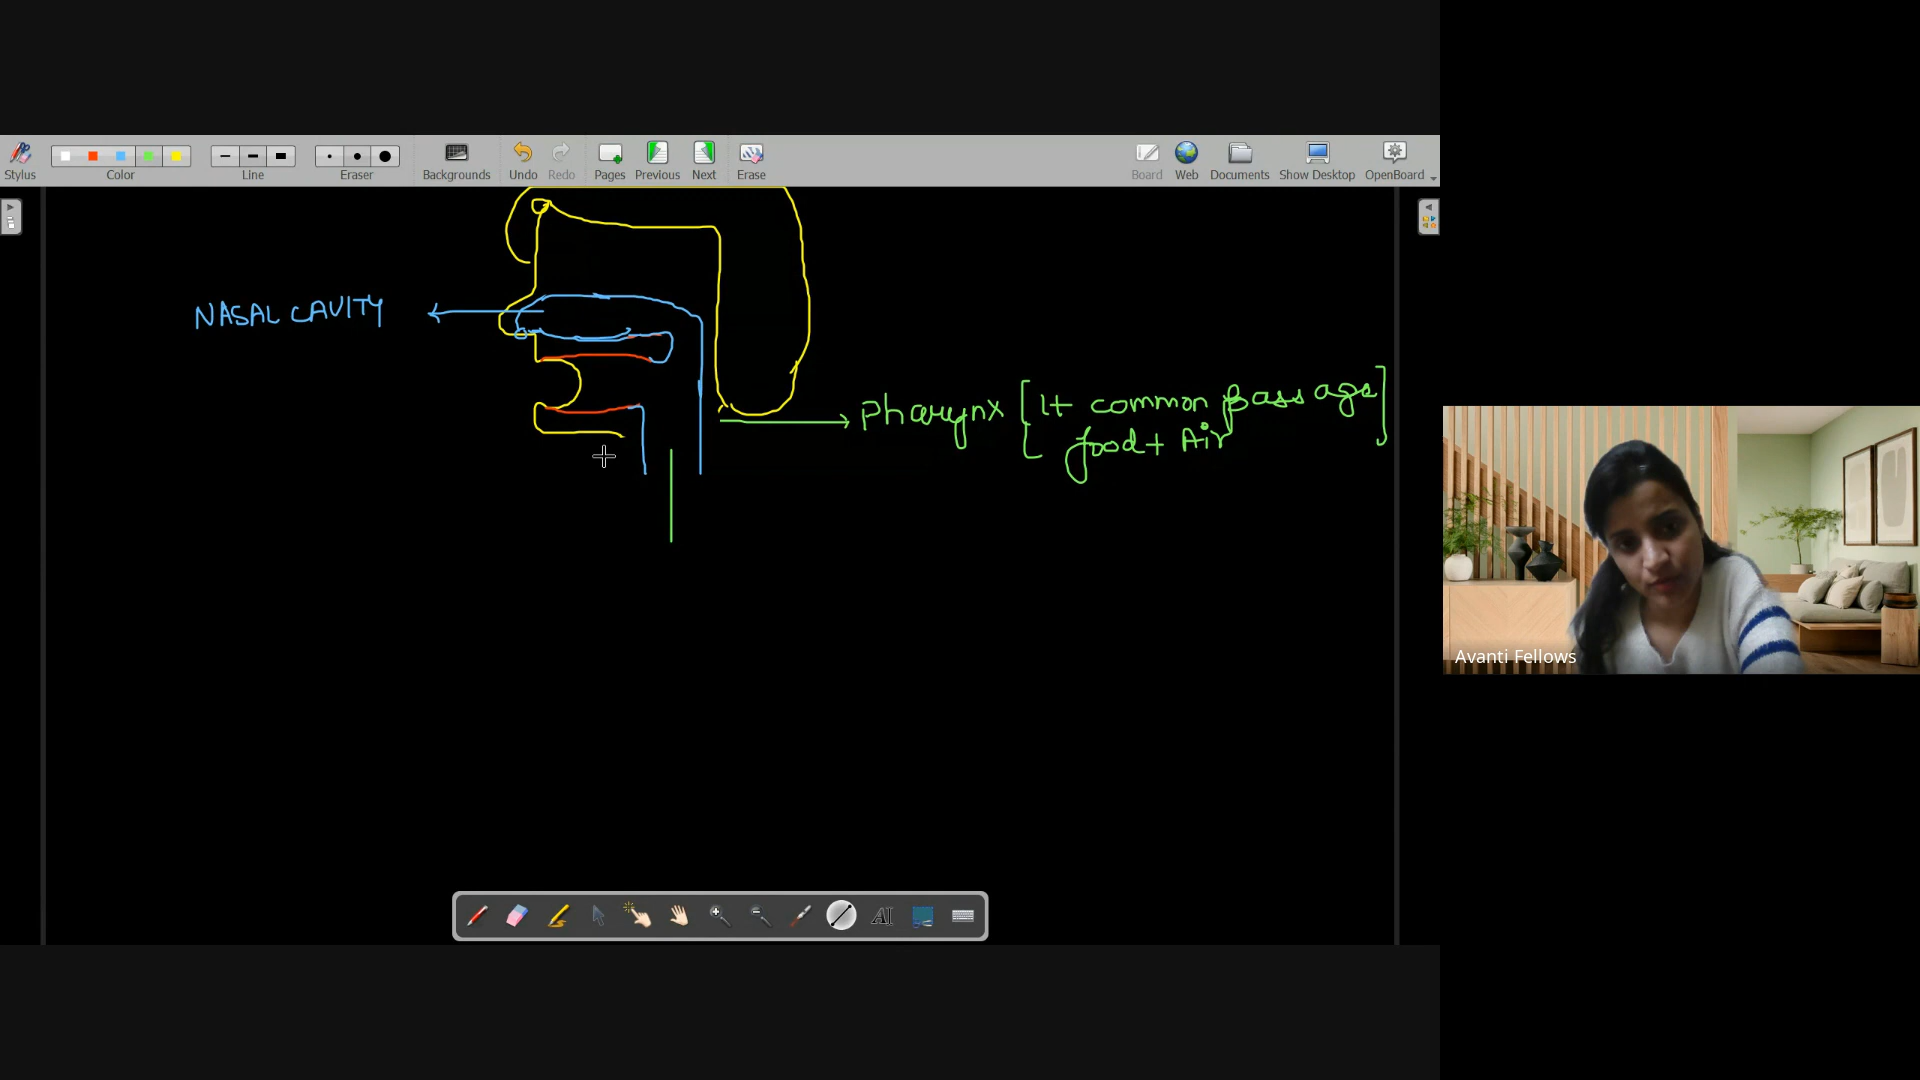 Stylus
Color
Line
Eraser
Backgrounds
Undo
Redo
Pages
Previous
Next
Erase
Board
Web
Documents
Show Desktop
OpenBoard
NASAL CAVITY
Pharynx [It common passage]
food + Air
Avanti Fellows
AI